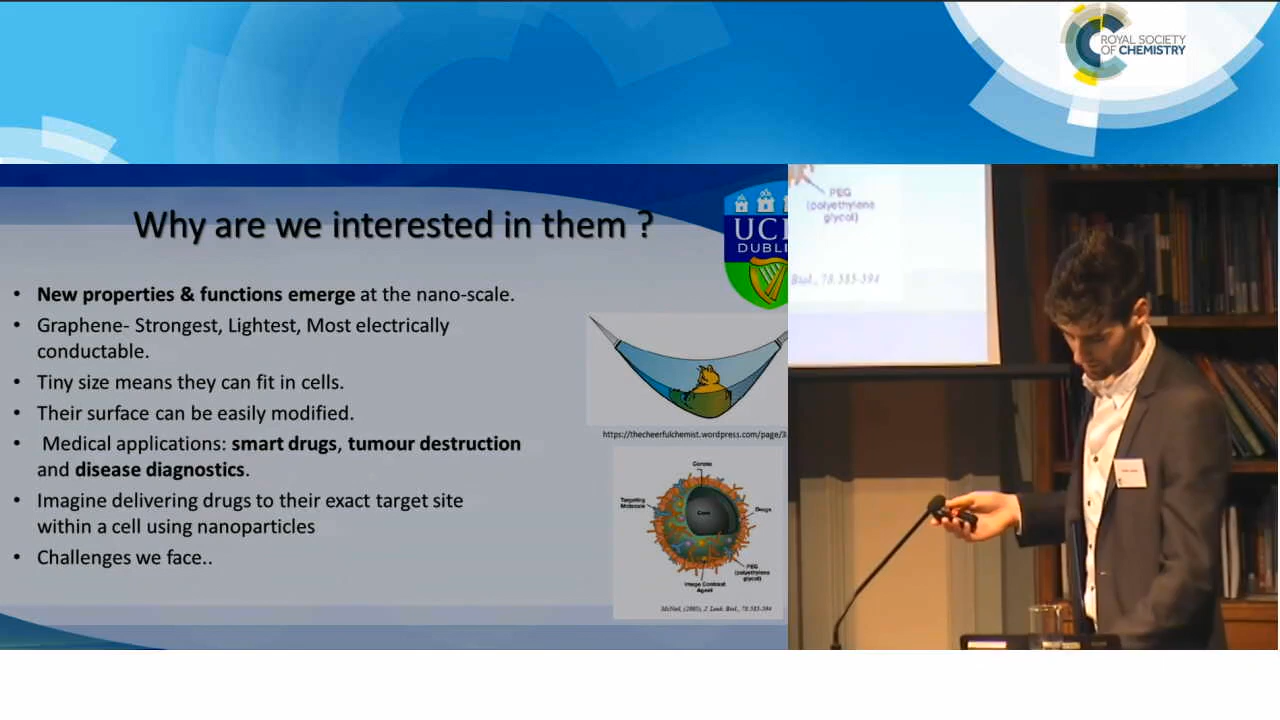 ROYAL SOCIETY
OF CHEMISTRY
Why are we interested in them ?
UCD
DUBLI
• New properties & functions emerge at the nano-scale.
• Graphene- Strongest, Lightest, Most electrically
conductable.
• Tiny size means they can fit in cells.
• Their surface can be easily modified.
• Medical applications: smart drugs, tumour destruction
and disease diagnostics.
• Imagine delivering drugs to their exact target site
within a cell using nanoparticles
• Challenges we face..
https://thecheerfulchemist.wordpress.com/page/3
Corona
Targeting
Molecule
Core
Drugs
PEG
(polyethylene
glycol)
Image Contrast
Agent
McNeil, (2005), J. Leuk. Biol., 78.585-594
PEG
(polyethylene
glycol)
Biol., 78.585-594